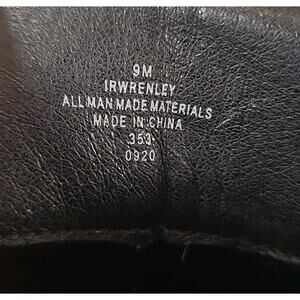 9M
IRWRENLEY
ALL MAN MADE MATERIALS
MADE IN CHINA
353
0920